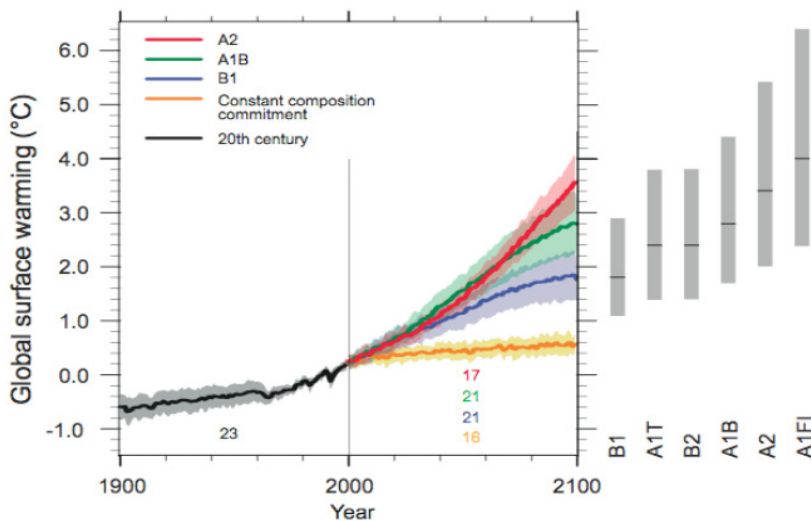 Global surface warming (°C)
6.0
5.0
4.0
3.0
2.0
1.0
0.0
-1.0
A2
A1B
B1
Constant composition
commitment
20th century
17
21
21
16
23
1900
2000
2100
Year
B1
A1T
B2
A1B
A2
A1FI